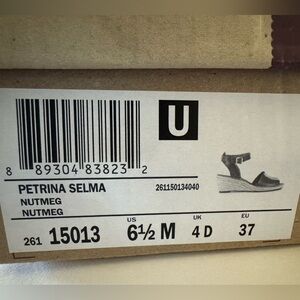 U
8 89304 83823 2
PETRINA SELMA 261150134040
NUTMEG
NUTMEG
US UK EU
261 15013 6½ M 4 D 37